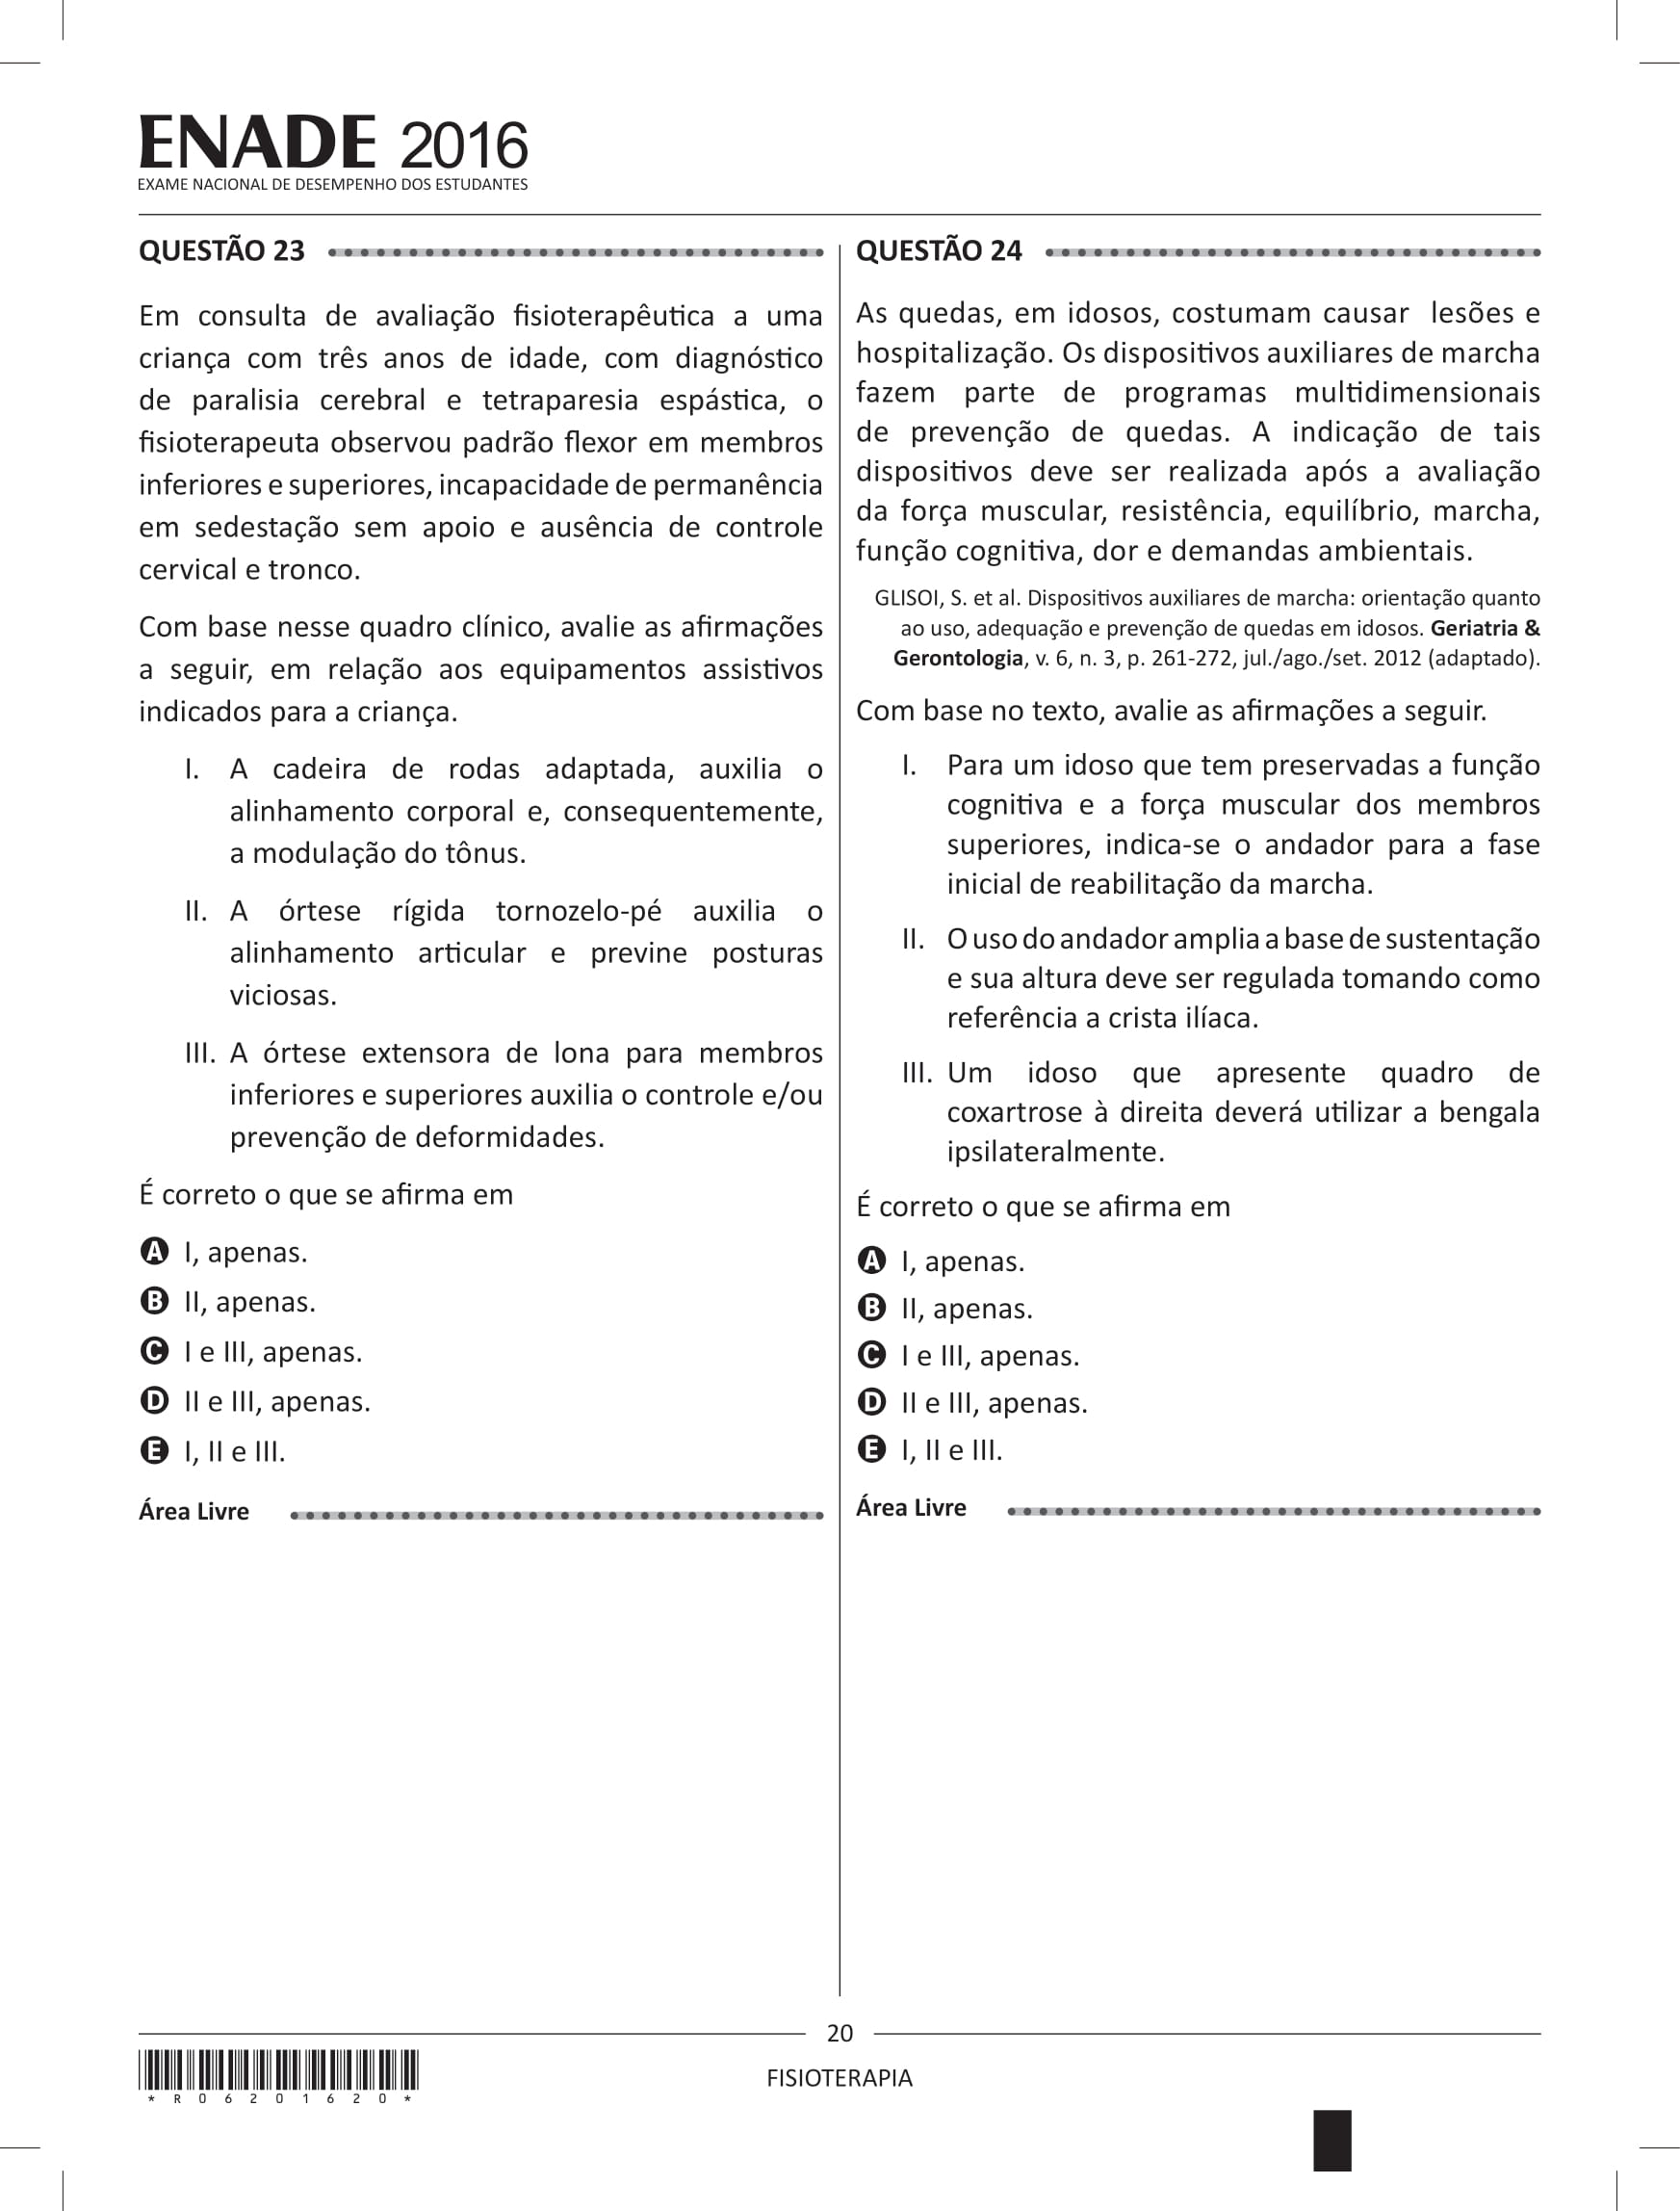 ENADE 2016
EXAME NACIONAL DE DESEMPENHO DOS ESTUDANTES
QUESTÃO 23
Em consulta de avaliação fisioterapêutica a uma
criança com três anos de idade, com diagnóstico
de paralisia cerebral e tetraparesia espástica, o
fisioterapeuta observou padrão flexor em membros
inferiores e superiores, incapacidade de permanência
em sedestação sem apoio e ausência de controle
cervical e tronco.
Com base nesse quadro clínico, avalie as afirmações
a seguir, em relação aos equipamentos assistivos
indicados para a criança.
I. A cadeira de rodas adaptada, auxilia o
alinhamento corporal e, consequentemente,
a modulação do tônus.
II. A órtese rígida tornozelo-pé auxilia o
alinhamento articular e previne posturas
viciosas.
III. A órtese extensora de lona para membros
inferiores e superiores auxilia o controle e/ou
prevenção de deformidades.
É correto o que se afirma em
A I, apenas.
B II, apenas.
C I e III, apenas.
D II e III, apenas.
E I, II e III.
Área Livre
QUESTÃO 24
As quedas, em idosos, costumam causar lesões e
hospitalização. Os dispositivos auxiliares de marcha
fazem parte de programas multidimensionais
de prevenção de quedas. A indicação de tais
dispositivos deve ser realizada após a avaliação
da força muscular, resistência, equilíbrio, marcha,
função cognitiva, dor e demandas ambientais.
GLISOI, S. et al. Dispositivos auxiliares de marcha: orientação quanto
ao uso, adequação e prevenção de quedas em idosos. Geriatria &
Gerontologia, v. 6, n. 3, p. 261-272, jul./ago./set. 2012 (adaptado).
Com base no texto, avalie as afirmações a seguir.
I. Para um idoso que tem preservadas a função
cognitiva e a força muscular dos membros
superiores, indica-se o andador para a fase
inicial de reabilitação da marcha.
II. O uso do andador amplia a base de sustentação
e sua altura deve ser regulada tomando como
referência a crista ilíaca.
III. Um idoso que apresente quadro de
coxartrose à direita deverá utilizar a bengala
ipsilateralmente.
É correto o que se afirma em
A I, apenas.
B II, apenas.
C I e III, apenas.
D II e III, apenas.
E I, II e III.
Área Livre
20
FISIOTERAPIA
* R 0 6 2 0 1 6 2 0 *